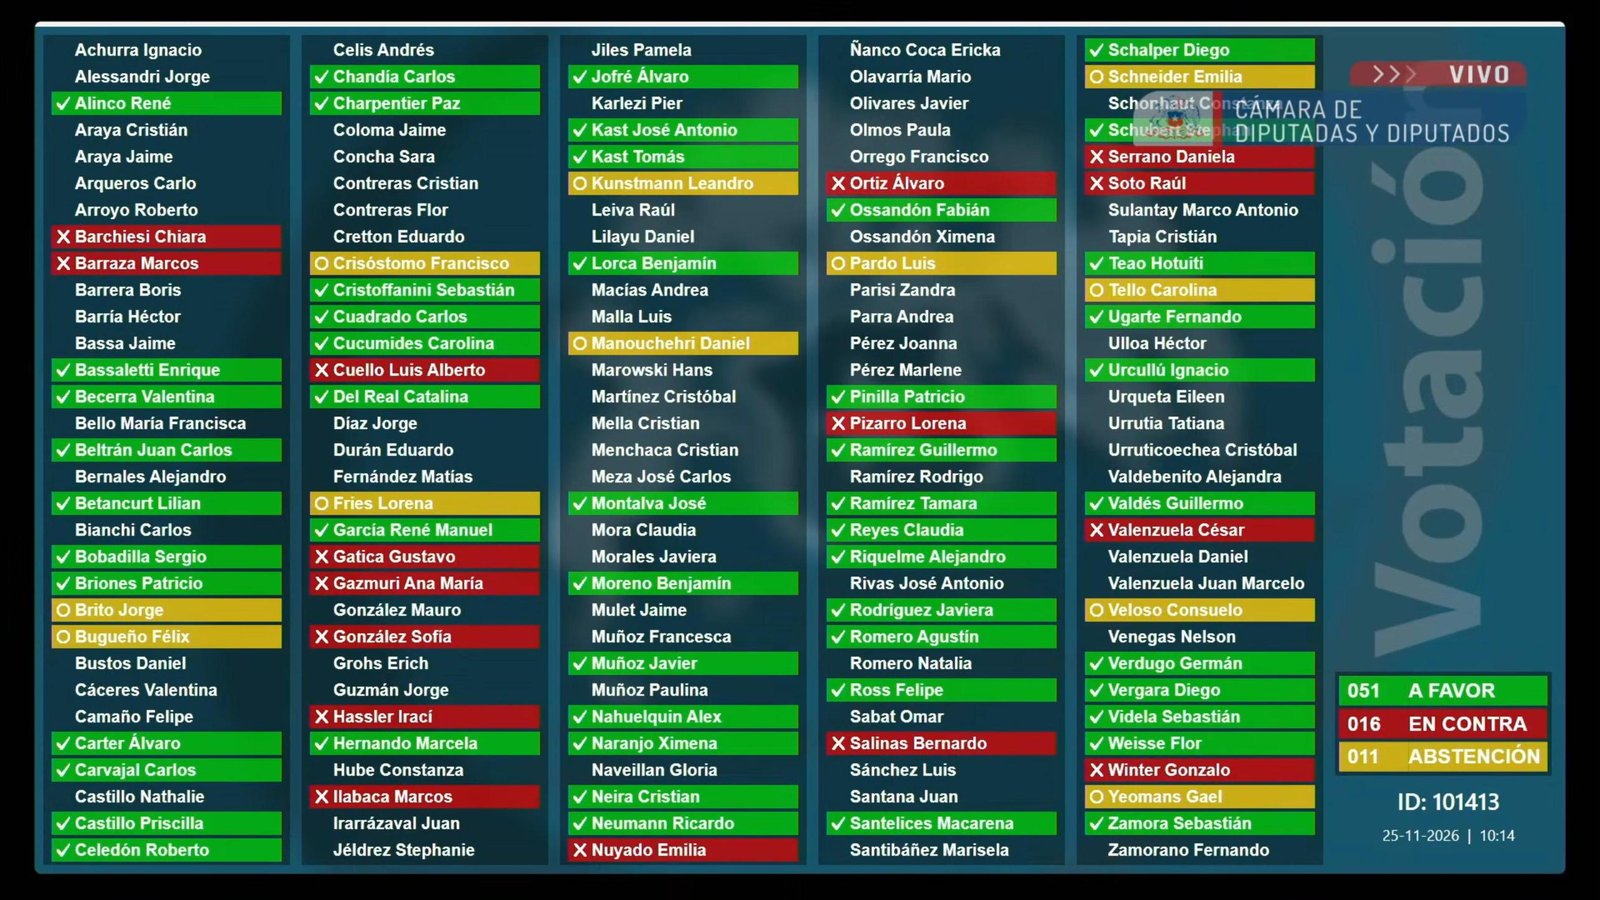 Achurra Ignacio
Alessandri Jorge
✓ Alinco René
Araya Cristián
Araya Jaime
Arqueros Carlo
Arroyo Roberto
X Barchiesi Chiara
X Barraza Marcos
Barrera Boris
Barría Héctor
Bassa Jaime
✓ Bassaletti Enrique
✓ Becerra Valentina
Bello María Francisca
✓ Beltrán Juan Carlos
Bernales Alejandro
✓ Betancurt Lilian
Bianchi Carlos
✓ Bobadilla Sergio
✓ Briones Patricio
O Brito Jorge
O Bugueño Félix
Bustos Daniel
Cáceres Valentina
Camaño Felipe
✓ Carter Álvaro
✓ Carvajal Carlos
Castillo Nathalie
✓ Castillo Priscilla
✓ Celedón Roberto
Celis Andrés
✓ Chandía Carlos
✓ Charpentier Paz
Coloma Jaime
Concha Sara
Contreras Cristian
Contreras Flor
Cretton Eduardo
O Crisóstomo Francisco
✓ Cristoffanini Sebastián
✓ Cuadrado Carlos
✓ Cucumides Carolina
X Cuello Luis Alberto
✓ Del Real Catalina
Díaz Jorge
Durán Eduardo
Fernández Matías
O Fries Lorena
✓ García René Manuel
X Gatica Gustavo
X Gazmuri Ana María
González Mauro
X González Sofía
Grohs Erich
Guzmán Jorge
X Hassler Irací
✓ Hernando Marcela
Hube Constanza
X Ilabaca Marcos
Irarrázaval Juan
Jéldrez Stephanie
Jiles Pamela
✓ Jofré Álvaro
Karlezi Pier
✓ Kast José Antonio
✓ Kast Tomás
O Kunstmann Leandro
Leiva Raúl
Lilayu Daniel
✓ Lorca Benjamín
Macías Andrea
Malla Luis
O Manouchehri Daniel
Marowski Hans
Martínez Cristóbal
Mella Cristian
Menchaca Cristian
Meza José Carlos
✓ Montalva José
Mora Claudia
Morales Javiera
✓ Moreno Benjamín
Mulet Jaime
Muñoz Francesca
✓ Muñoz Javier
Muñoz Paulina
✓ Nahuelquin Alex
✓ Naranjo Ximena
Naveillan Gloria
✓ Neira Cristian
✓ Neumann Ricardo
X Nuyado Emilia
Ñanco Coca Ericka
Olavarría Mario
Olivares Javier
Olmos Paula
Orrego Francisco
X Ortiz Álvaro
✓ Ossandón Fabián
Ossandón Ximena
O Pardo Luis
Parisi Zandra
Parra Andrea
Pérez Joanna
Pérez Marlene
✓ Pinilla Patricio
X Pizarro Lorena
✓ Ramírez Guillermo
Ramírez Rodrigo
✓ Ramírez Tamara
✓ Reyes Claudia
✓ Riquelme Alejandro
Rivas José Antonio
✓ Rodríguez Javiera
✓ Romero Agustín
Romero Natalia
✓ Ross Felipe
Sabat Omar
X Salinas Bernardo
Sánchez Luis
Santana Juan
✓ Santelices Macarena
Santibáñez Marisela
✓ Schalper Diego
O Schneider Emilia
Schonhaut Constanza
✓ Schubert Stephan
X Serrano Daniela
X Soto Raúl
Sulantay Marco Antonio
Tapia Cristián
✓ Teao Hotuiti
O Tello Carolina
✓ Ugarte Fernando
Ulloa Héctor
✓ Urcullú Ignacio
Urqueta Eileen
Urrutia Tatiana
Urruticoechea Cristóbal
Valdebenito Alejandra
✓ Valdés Guillermo
X Valenzuela César
Valenzuela Daniel
Valenzuela Juan Marcelo
O Veloso Consuelo
Venegas Nelson
✓ Verdugo Germán
✓ Vergara Diego
✓ Videla Sebastián
✓ Weisse Flor
X Winter Gonzalo
O Yeomans Gael
✓ Zamora Sebastián
Zamorano Fernando
>>> VIVO
CÁMARA DE
DIPUTADAS Y DIPUTADOS
Votación
051 A FAVOR
016 EN CONTRA
011 ABSTENCIÓN
ID: 101413
25-11-2026 | 10:14